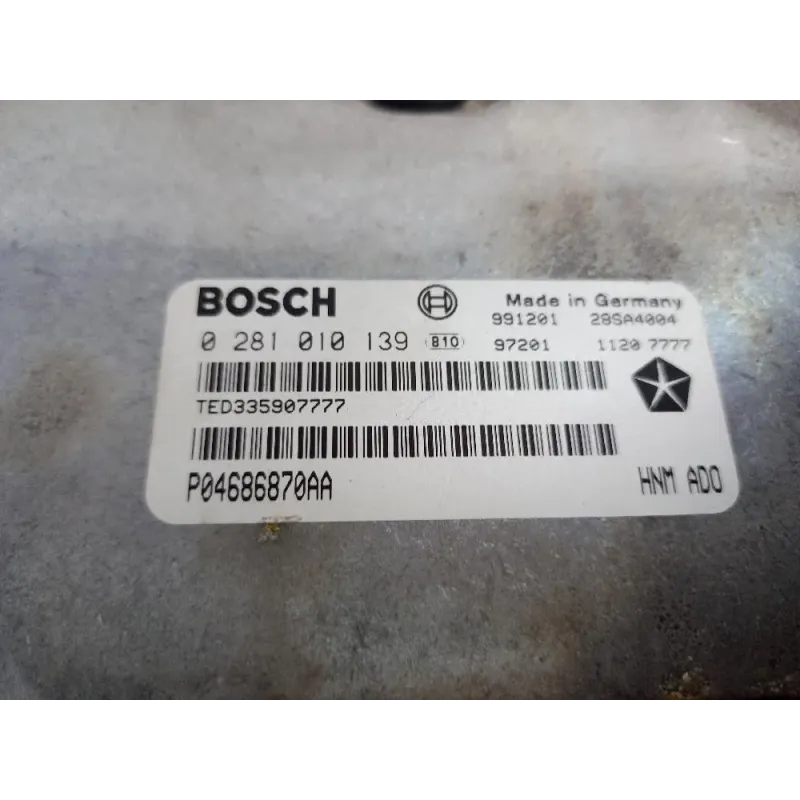 BOSCH
Made in Germany
991201 28SA4004
0 281 010 139 B10 97201 1120 7777
TED335907777
P04686870AA HNM ADO